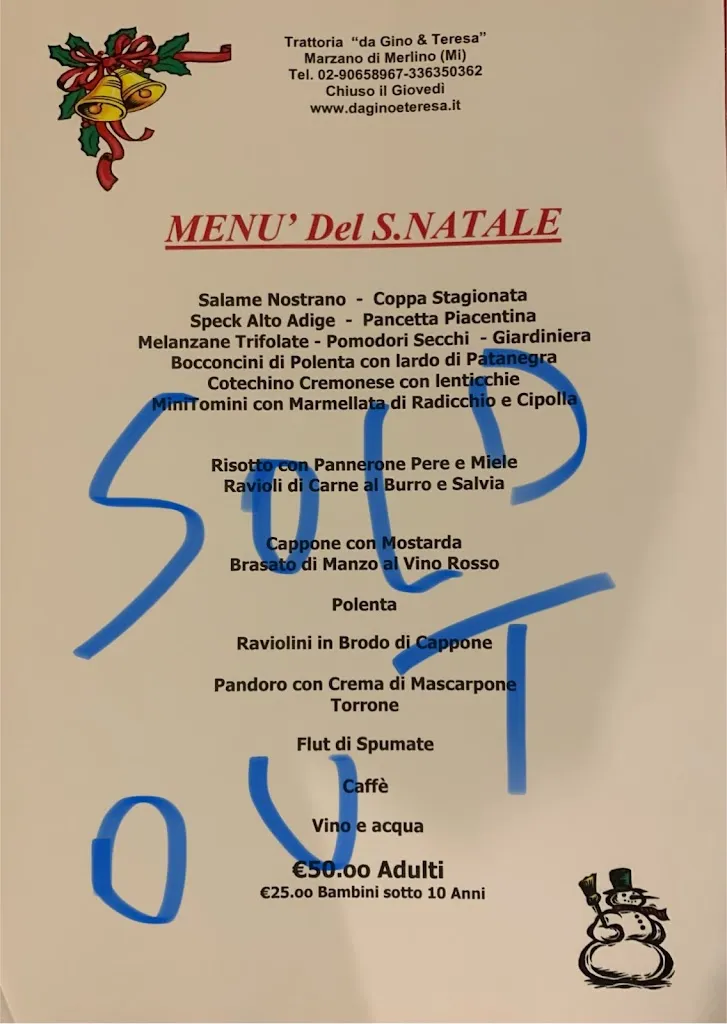 Trattoria "da Gino & Teresa"
Marzano di Merlino (Mi)
Tel. 02-90658967-336350362
Chiuso il Giovedì
www.daginoeteresa.it
MENU' Del S.NATALE
Salame Nostrano - Coppa Stagionata
Speck Alto Adige - Pancetta Piacentina
Melanzane Trifolate - Pomodori Secchi - Giardiniera
Bocconcini di Polenta con lardo di Patanegra
Cotechino Cremonese con lenticchie
MiniTomini con Marmellata di Radicchio e Cipolla
Risotto con Pannerone Pere e Miele
Ravioli di Carne al Burro e Salvia
Cappone con Mostarda
Brasato di Manzo al Vino Rosso
Polenta
Raviolini in Brodo di Cappone
Pandoro con Crema di Mascarpone
Torrone
Flut di Spumate
Caffè
Vino e acqua
€50.oo Adulti
€25.oo Bambini sotto 10 Anni
SOLD
OUT